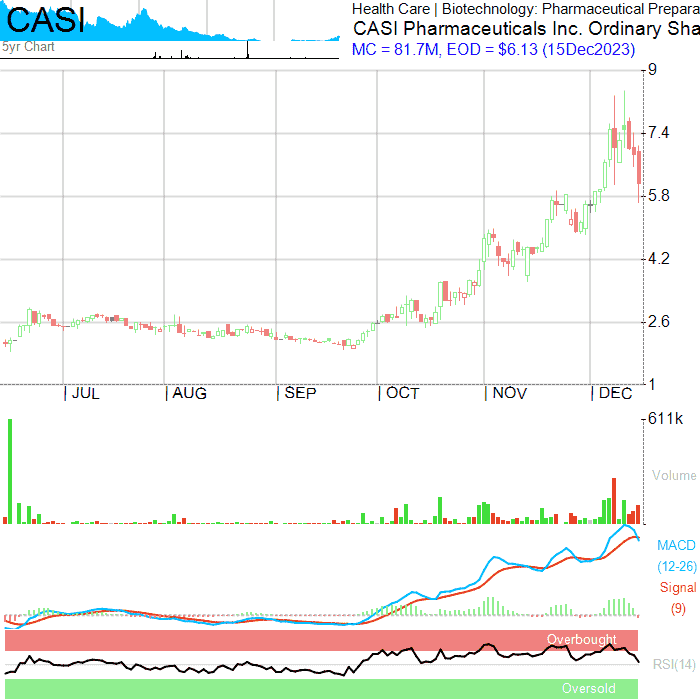 CASI
5yr Chart
Health Care | Biotechnology: Pharmaceutical Prepara
CASI Pharmaceuticals Inc. Ordinary Sha
MC = 81.7M, EOD = $6.13 (15Dec2023)
9
7.4
5.8
4.2
2.6
1
| JUL | AUG | SEP | OCT | NOV | DEC
611k
Volume
MACD
(12-26)
Signal
(9)
Overbought
RSI(14)
Oversold